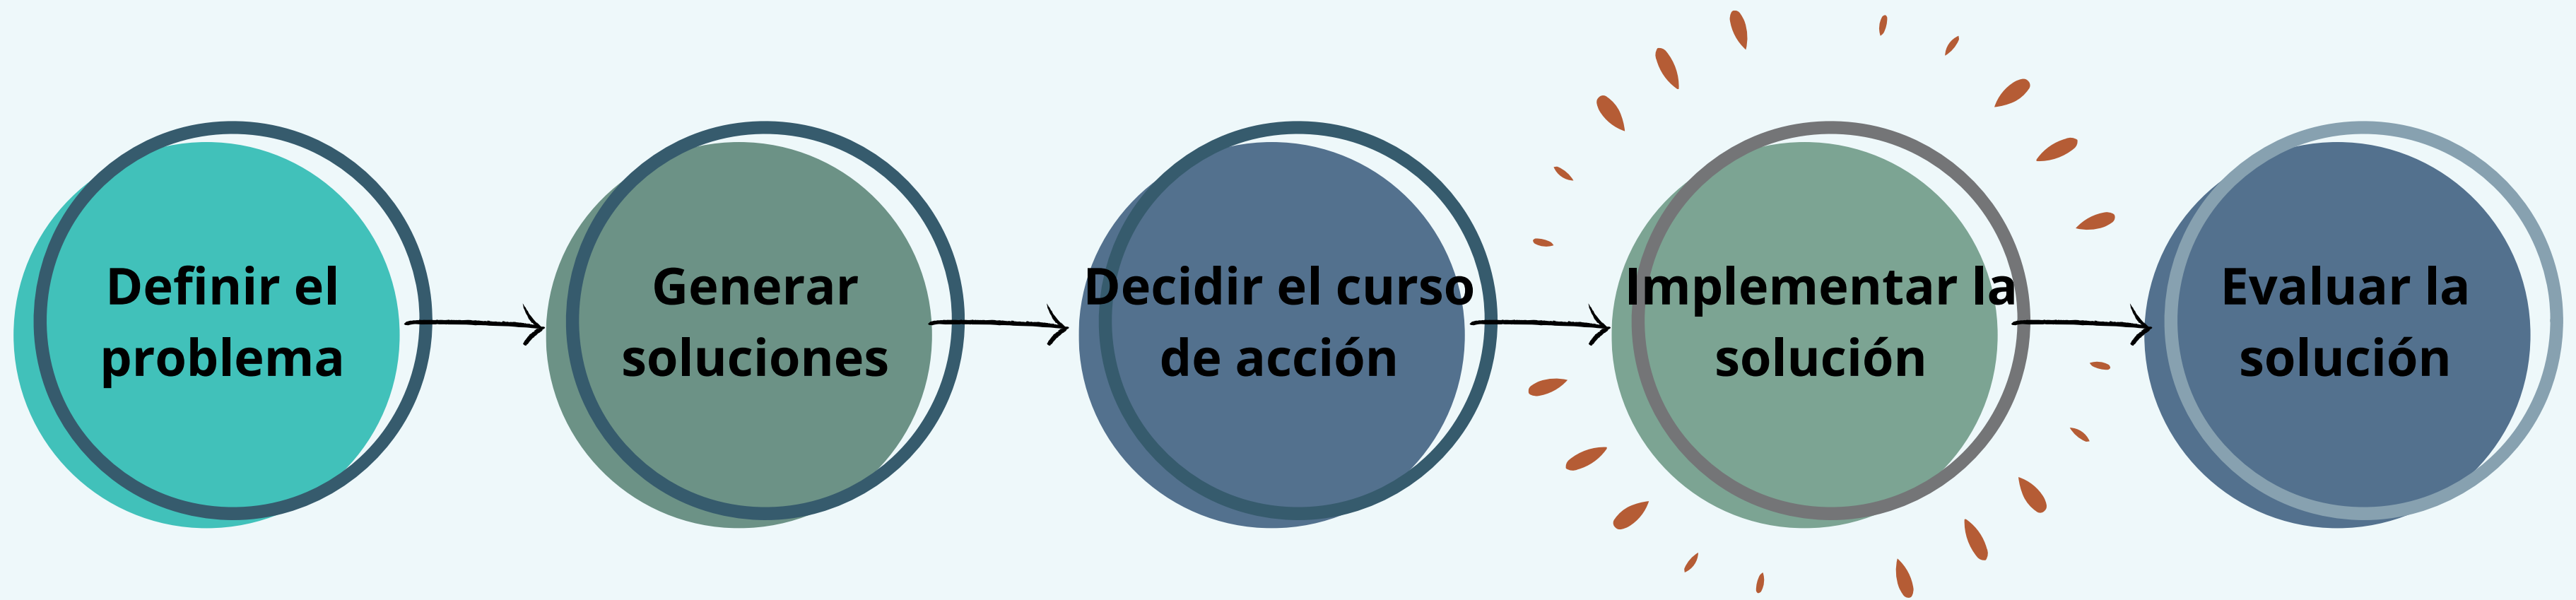 Definir el
problema
Generar
soluciones
Decidir el curso
de acción
Implementar la
solución
Evaluar la
solución